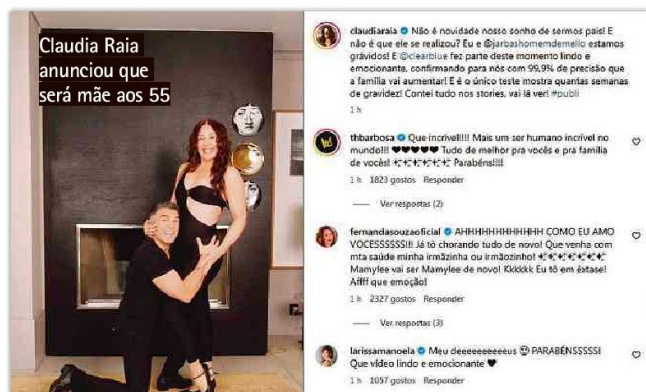 Claudia Raia
anunciou que
será mãe aos 55
claudiaraia Não é novidade nosso sonho de sermos pais! E
não é que ele se realizou? Eu e @jarbashomemdemello estamos
grávidos! E @clearblue fez parte deste momento lindo e
emocionante, confirmando para nós com 99,9% de precisão que
a família vai aumentar! E é o único teste mostra quantas semanas
de gravidez! Contei tudo nos stories, vai lá ver! #publi
1 h
thbarbosa Que incrível!!!! Mais um ser humano incrível no
mundo!!! 🖤🖤🖤🖤🖤 Tudo de melhor pra vocês e pra família
de vocês! ✨✨✨✨✨✨ Parabéns!!!!
1 h 1823 gostos Responder
Ver respostas (2)
fernandasouzaoficial AHHHHHHHHHHHHH COMO EU AMO
VOCESSSSSS!!! Já tô chorando tudo de novo! Que venha com
mta saúde minha irmãzinha ou irmãozinho! ✨✨✨✨✨✨
Mamylee vai ser Mamylee de novo! Kkkkkk Eu tô em êxtase!
Affff que emoção!
1 h 2327 gostos Responder
Ver respostas (3)
larissamanoela Meu deeeeeeeeeus 😍 PARABÉNSSSSS!
Que vídeo lindo e emocionante 🖤
1 h 1057 gostos Responder